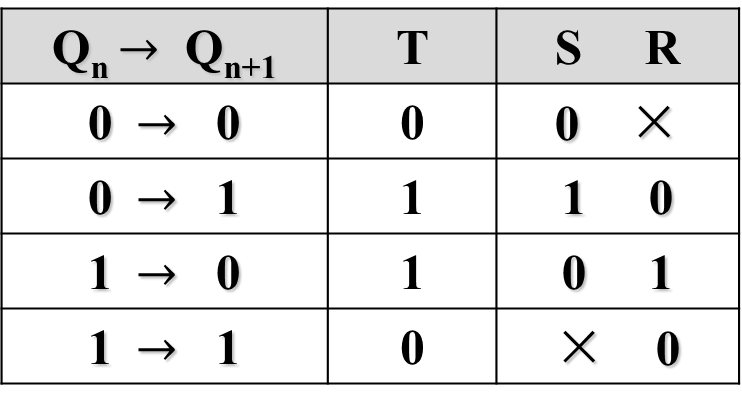 Qn → Qn+1 T S R
0 → 0 0 0 ×
0 → 1 1 1 0
1 → 0 1 0 1
1 → 1 0 × 0